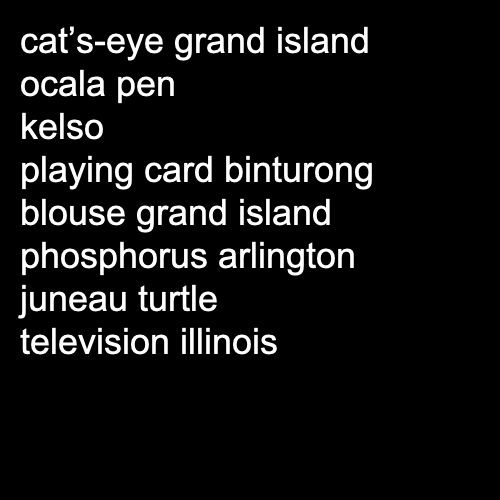 cat’s-eye grand island
ocala pen
kelso
playing card binturong
blouse grand island
phosphorus arlington
juneau turtle
television illinois